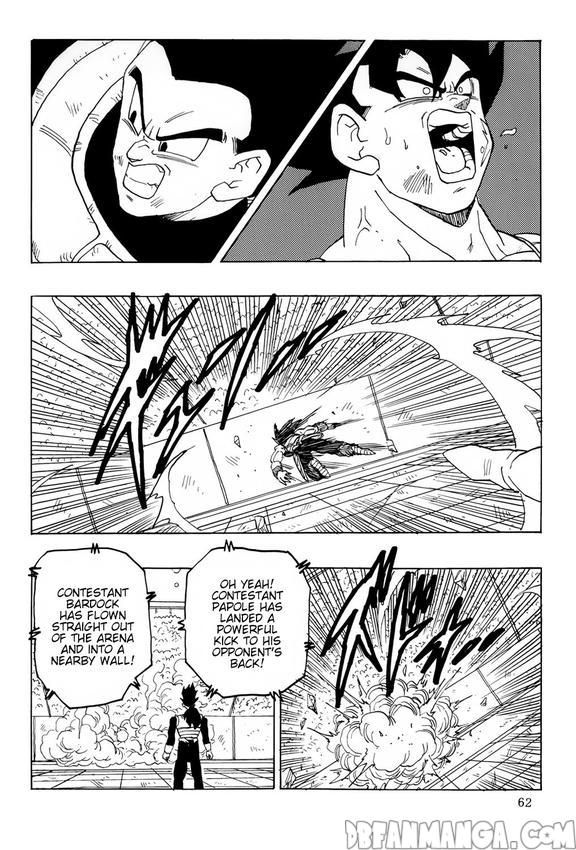 OH YEAH!
CONTESTANT
PAPOLE HAS
LANDED A
POWERFUL
KICK TO HIS
OPPONENT'S
BACK!
CONTESTANT
BARDOCK
HAS FLOWN
STRAIGHT OUT
OF THE ARENA
AND INTO A
NEARBY WALL!
62
DBFANMANGA.COM